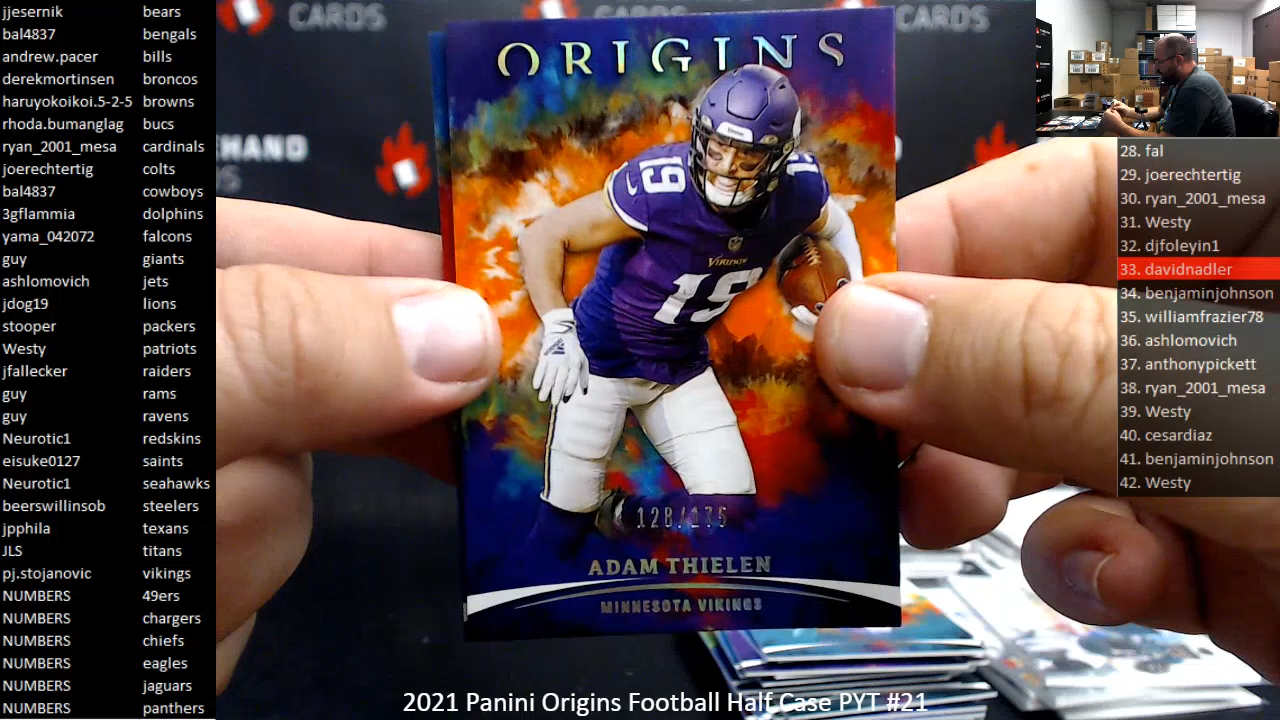 jjesernik bears
bal4837 bengals
andrew.pacer bills
derekmortinsen broncos
haruyokoikoi.5-2-5 browns
rhoda.bumanglag bucs
ryan_2001_mesa cardinals
joerechtertig colts
bal4837 cowboys
3gflammia dolphins
yama_042072 falcons
guy giants
ashlomovich jets
jdog19 lions
stooper packers
Westy patriots
jfallecker raiders
guy rams
guy ravens
Neurotic1 redskins
eisuke0127 saints
Neurotic1 seahawks
beerswillinsob steelers
jpphila texans
JLS titans
pj.stojanovic vikings
NUMBERS 49ers
NUMBERS chargers
NUMBERS chiefs
NUMBERS eagles
NUMBERS jaguars
NUMBERS panthers
CARDS
CARDS
HAND
ORIGINS
19
19
VIKINGS
19
128/175
ADAM THIELEN
MINNESOTA VIKINGS
28. fal
29. joerechtertig
30. ryan_2001_mesa
31. Westy
32. djfoleyin1
33. davidnadler
34. benjaminjohnson
35. williamfrazier78
36. ashlomovich
37. anthonypickett
38. ryan_2001_mesa
39. Westy
40. cesardiaz
41. benjaminjohnson
42. Westy
2021 Panini Origins Football Half Case PYT #21